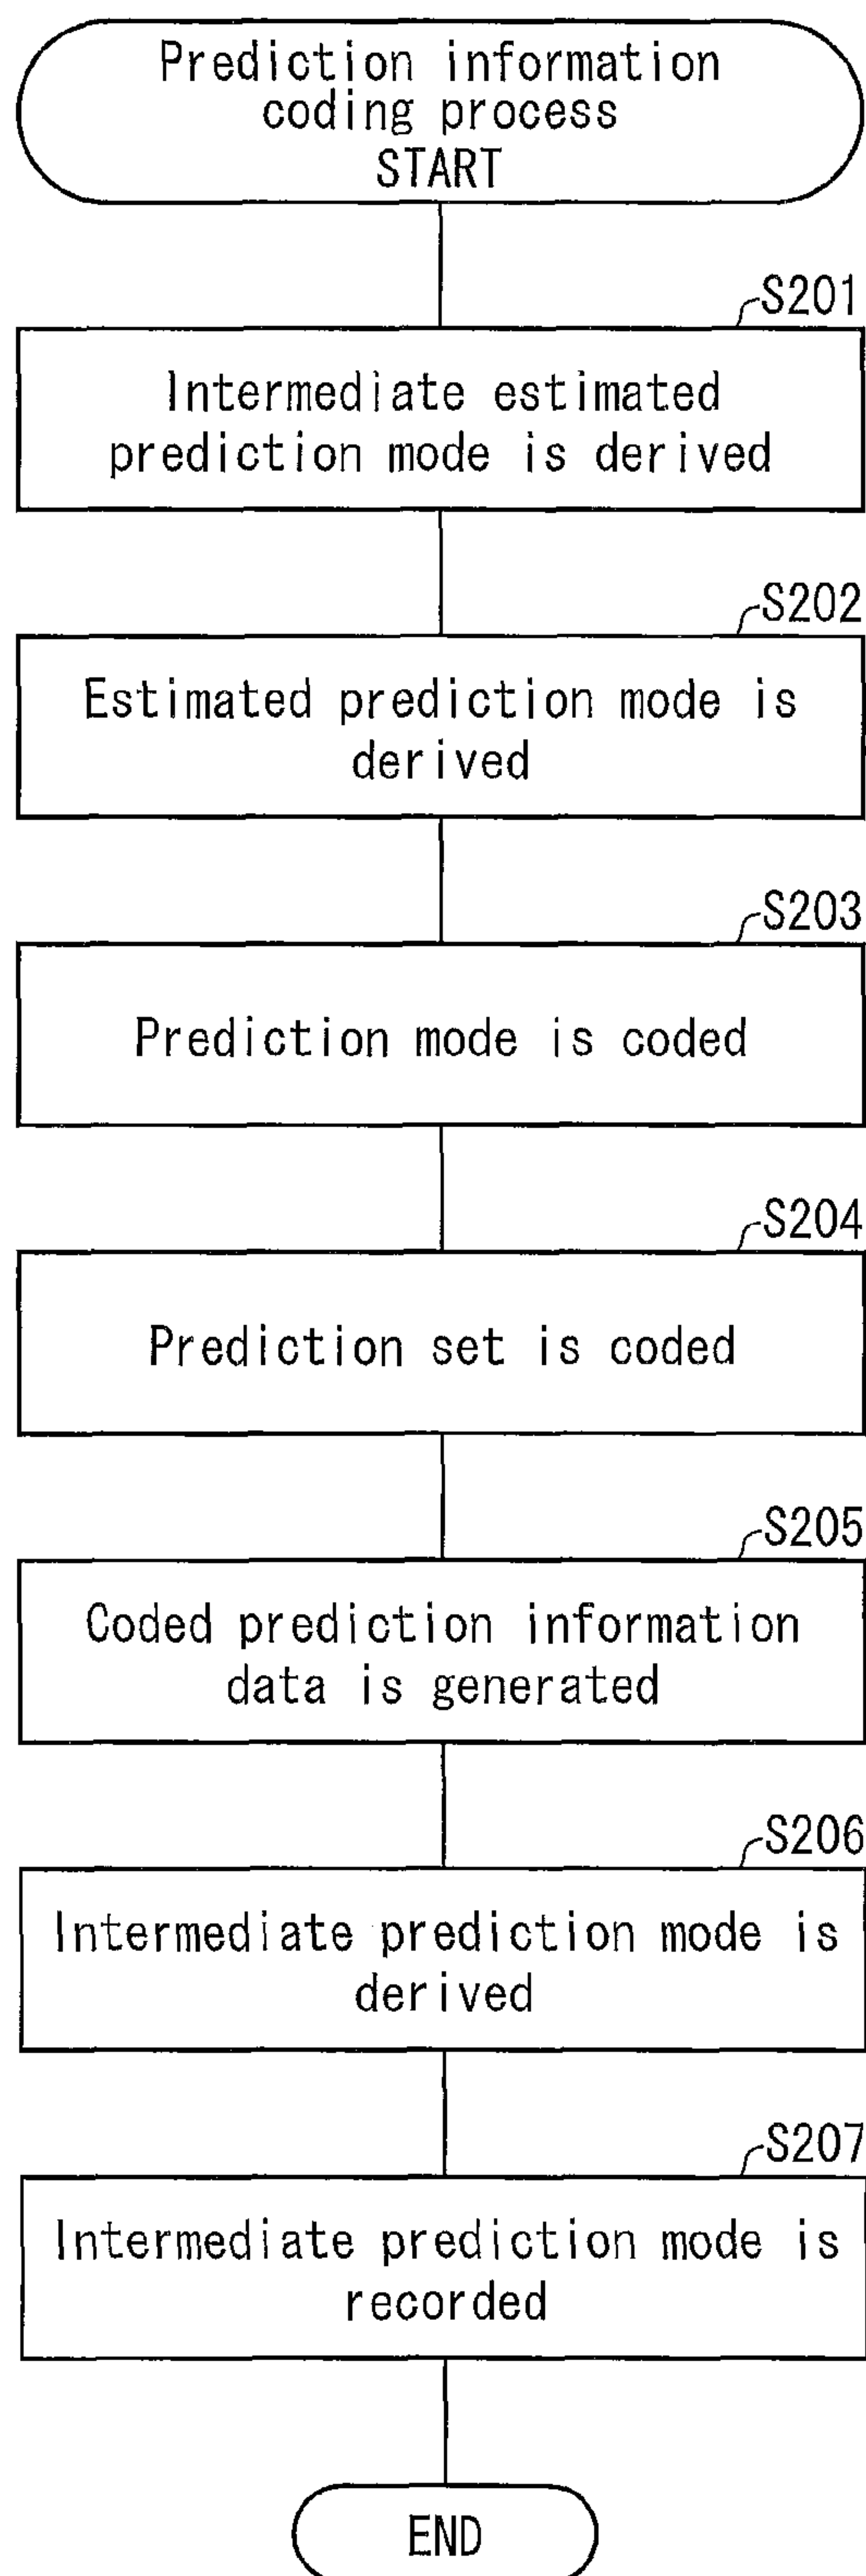 Prediction information
coding process
START
S201
Intermediate estimated
prediction mode is derived
S202
Estimated prediction mode is
derived
S203
Prediction mode is coded
S204
Prediction set is coded
S205
Coded prediction information
data is generated
S206
Intermediate prediction mode is
derived
S207
Intermediate prediction mode is
recorded
END